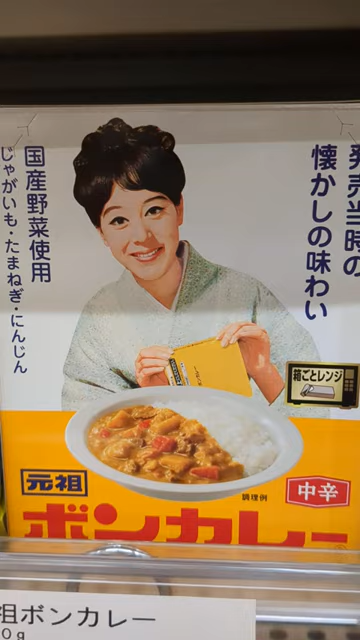 発売当時の
懐かしの味わい
国産野菜使用
じゃがいも・たまねぎ・にんじん
箱ごとレンジ
調理例
元祖
中辛
ボンカレー
祖ボンカレー
0g